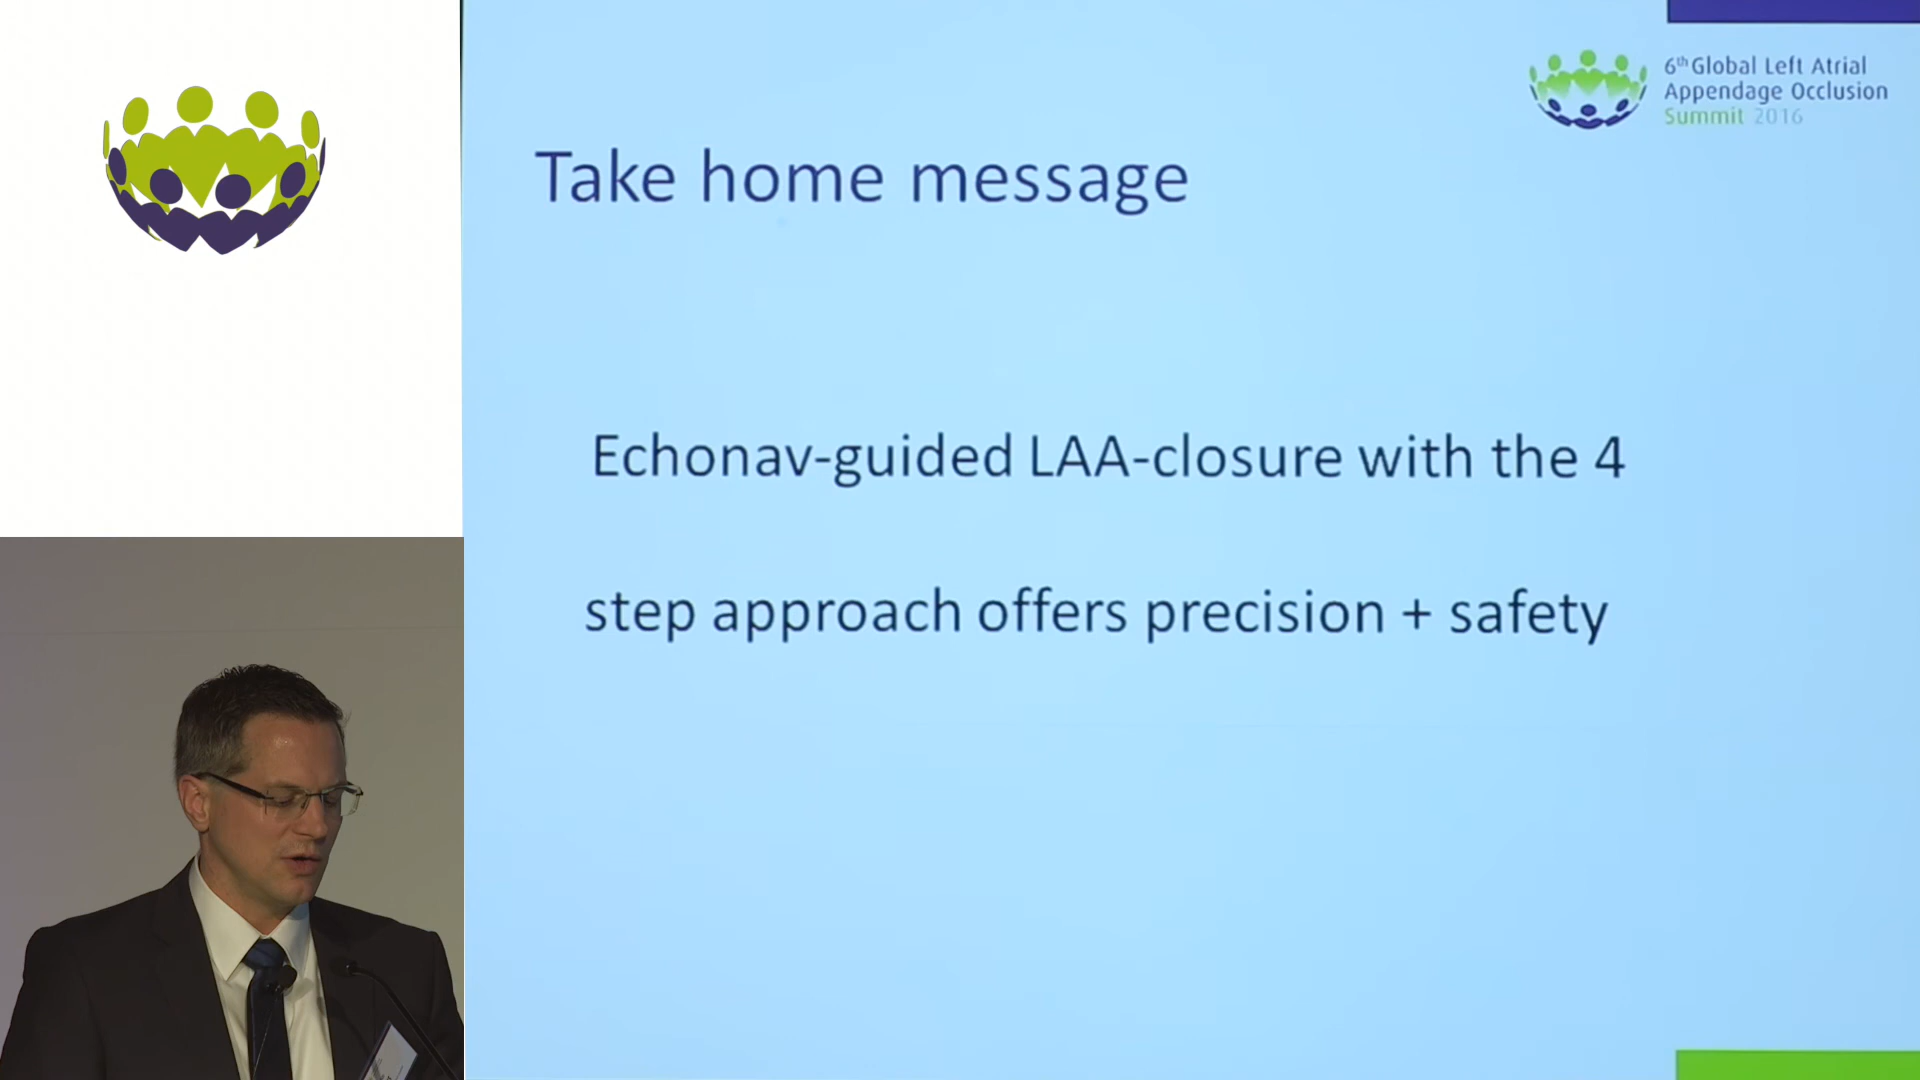 6th Global Left Atrial
Appendage Occlusion
Summit 2016
Take home message
Echonav-guided LAA-closure with the 4
step approach offers precision + safety